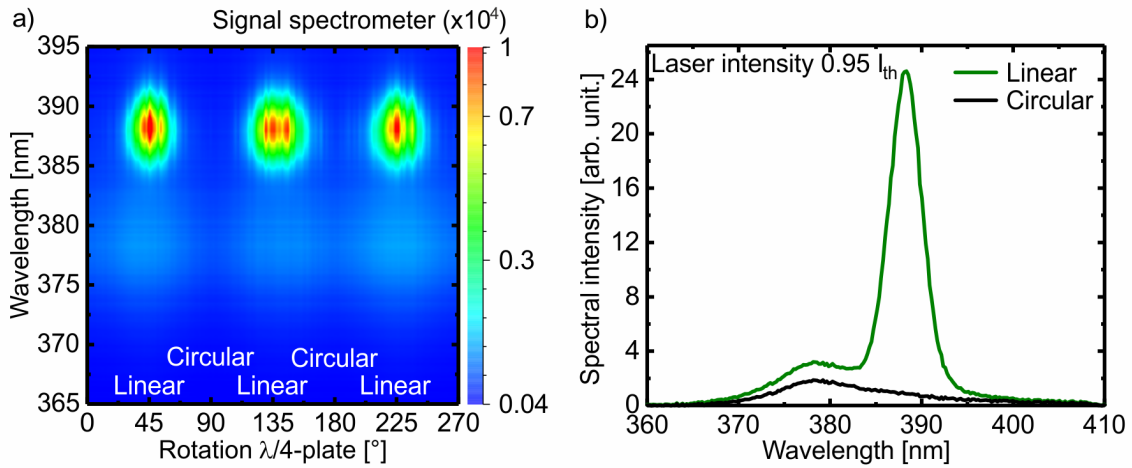 a)
Signal spectrometer (x10⁴)
395
390
385
380
375
370
365
Wavelength [nm]
Circular Circular
Linear Linear Linear
0 45 90 135 180 225 270
Rotation λ/4-plate [°]
1
0.7
0.3
0.04
b)
Laser intensity 0.95 Iₜₕ
Linear
Circular
24
20
16
12
8
4
0
Spectral intensity [arb. unit.]
360 370 380 390 400 410
Wavelength [nm]